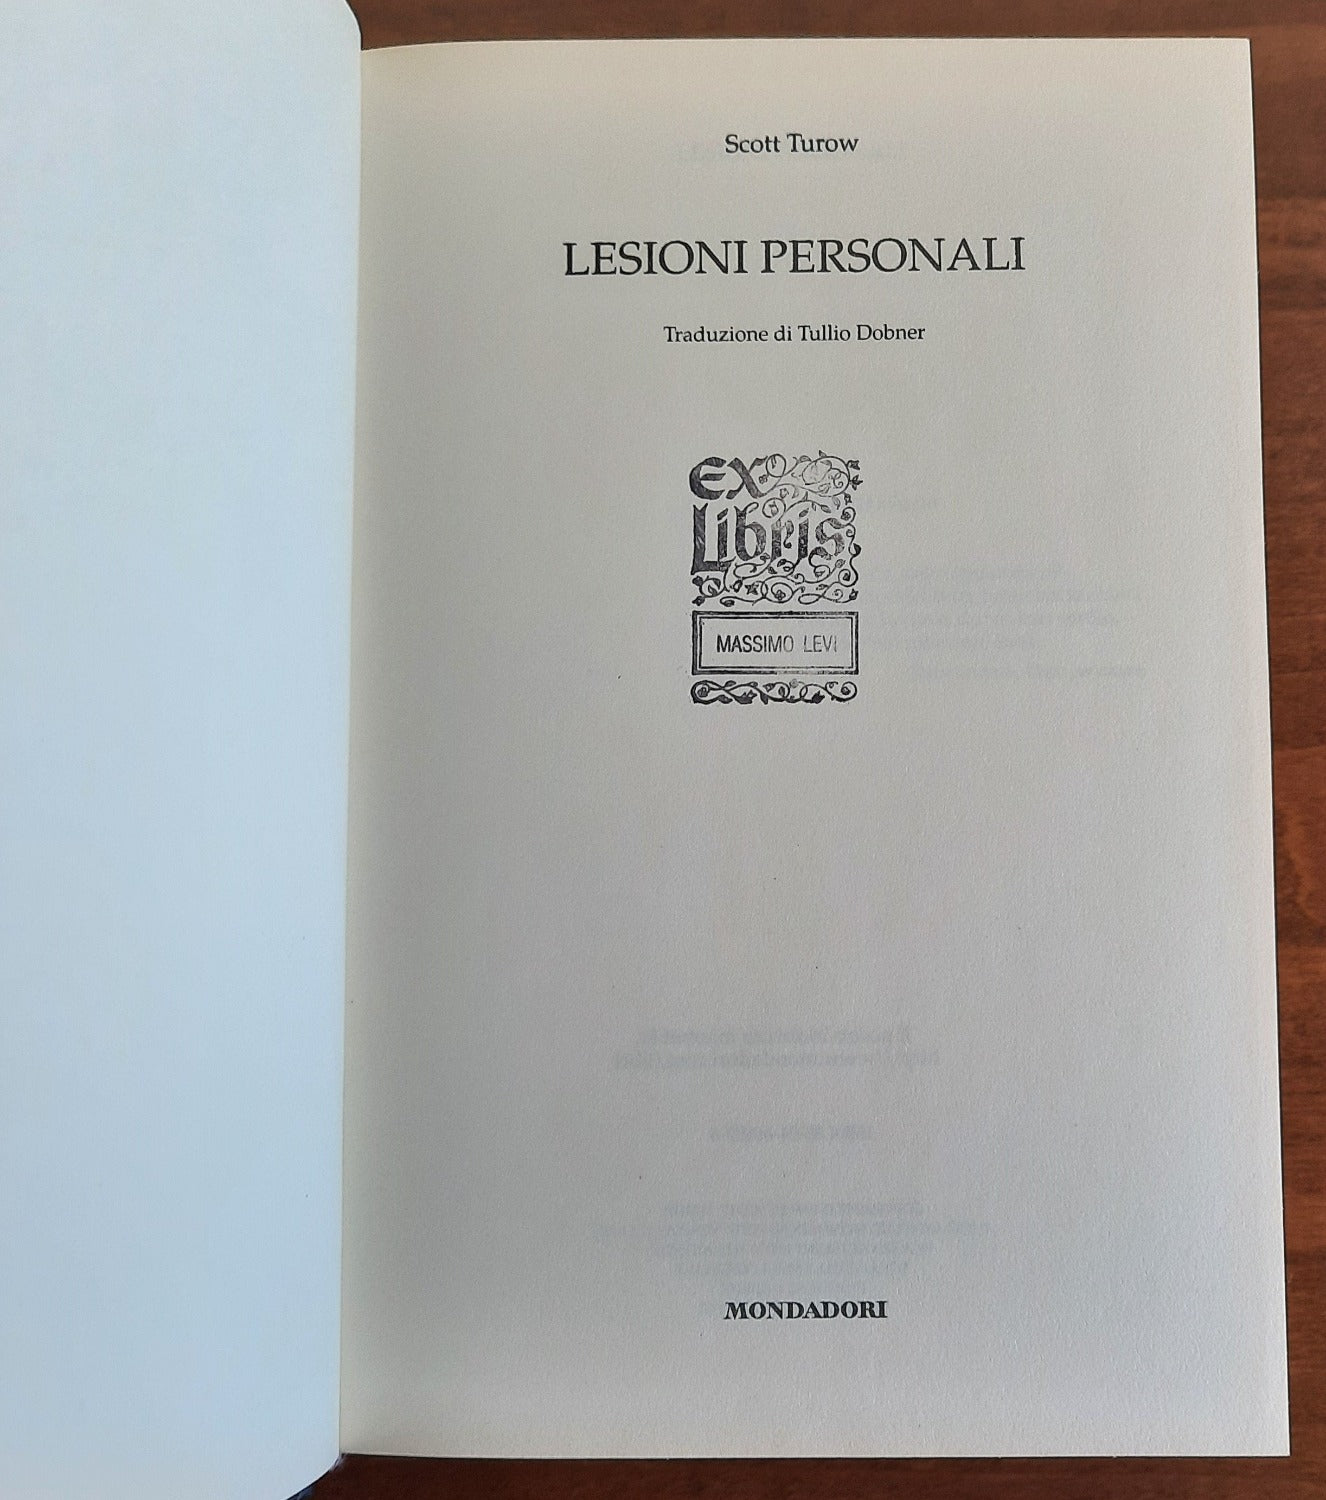 Scott Turow
LESIONI PERSONALI
Traduzione di Tullio Dobner
Ex
Libris
MASSIMO LEVI
MONDADORI